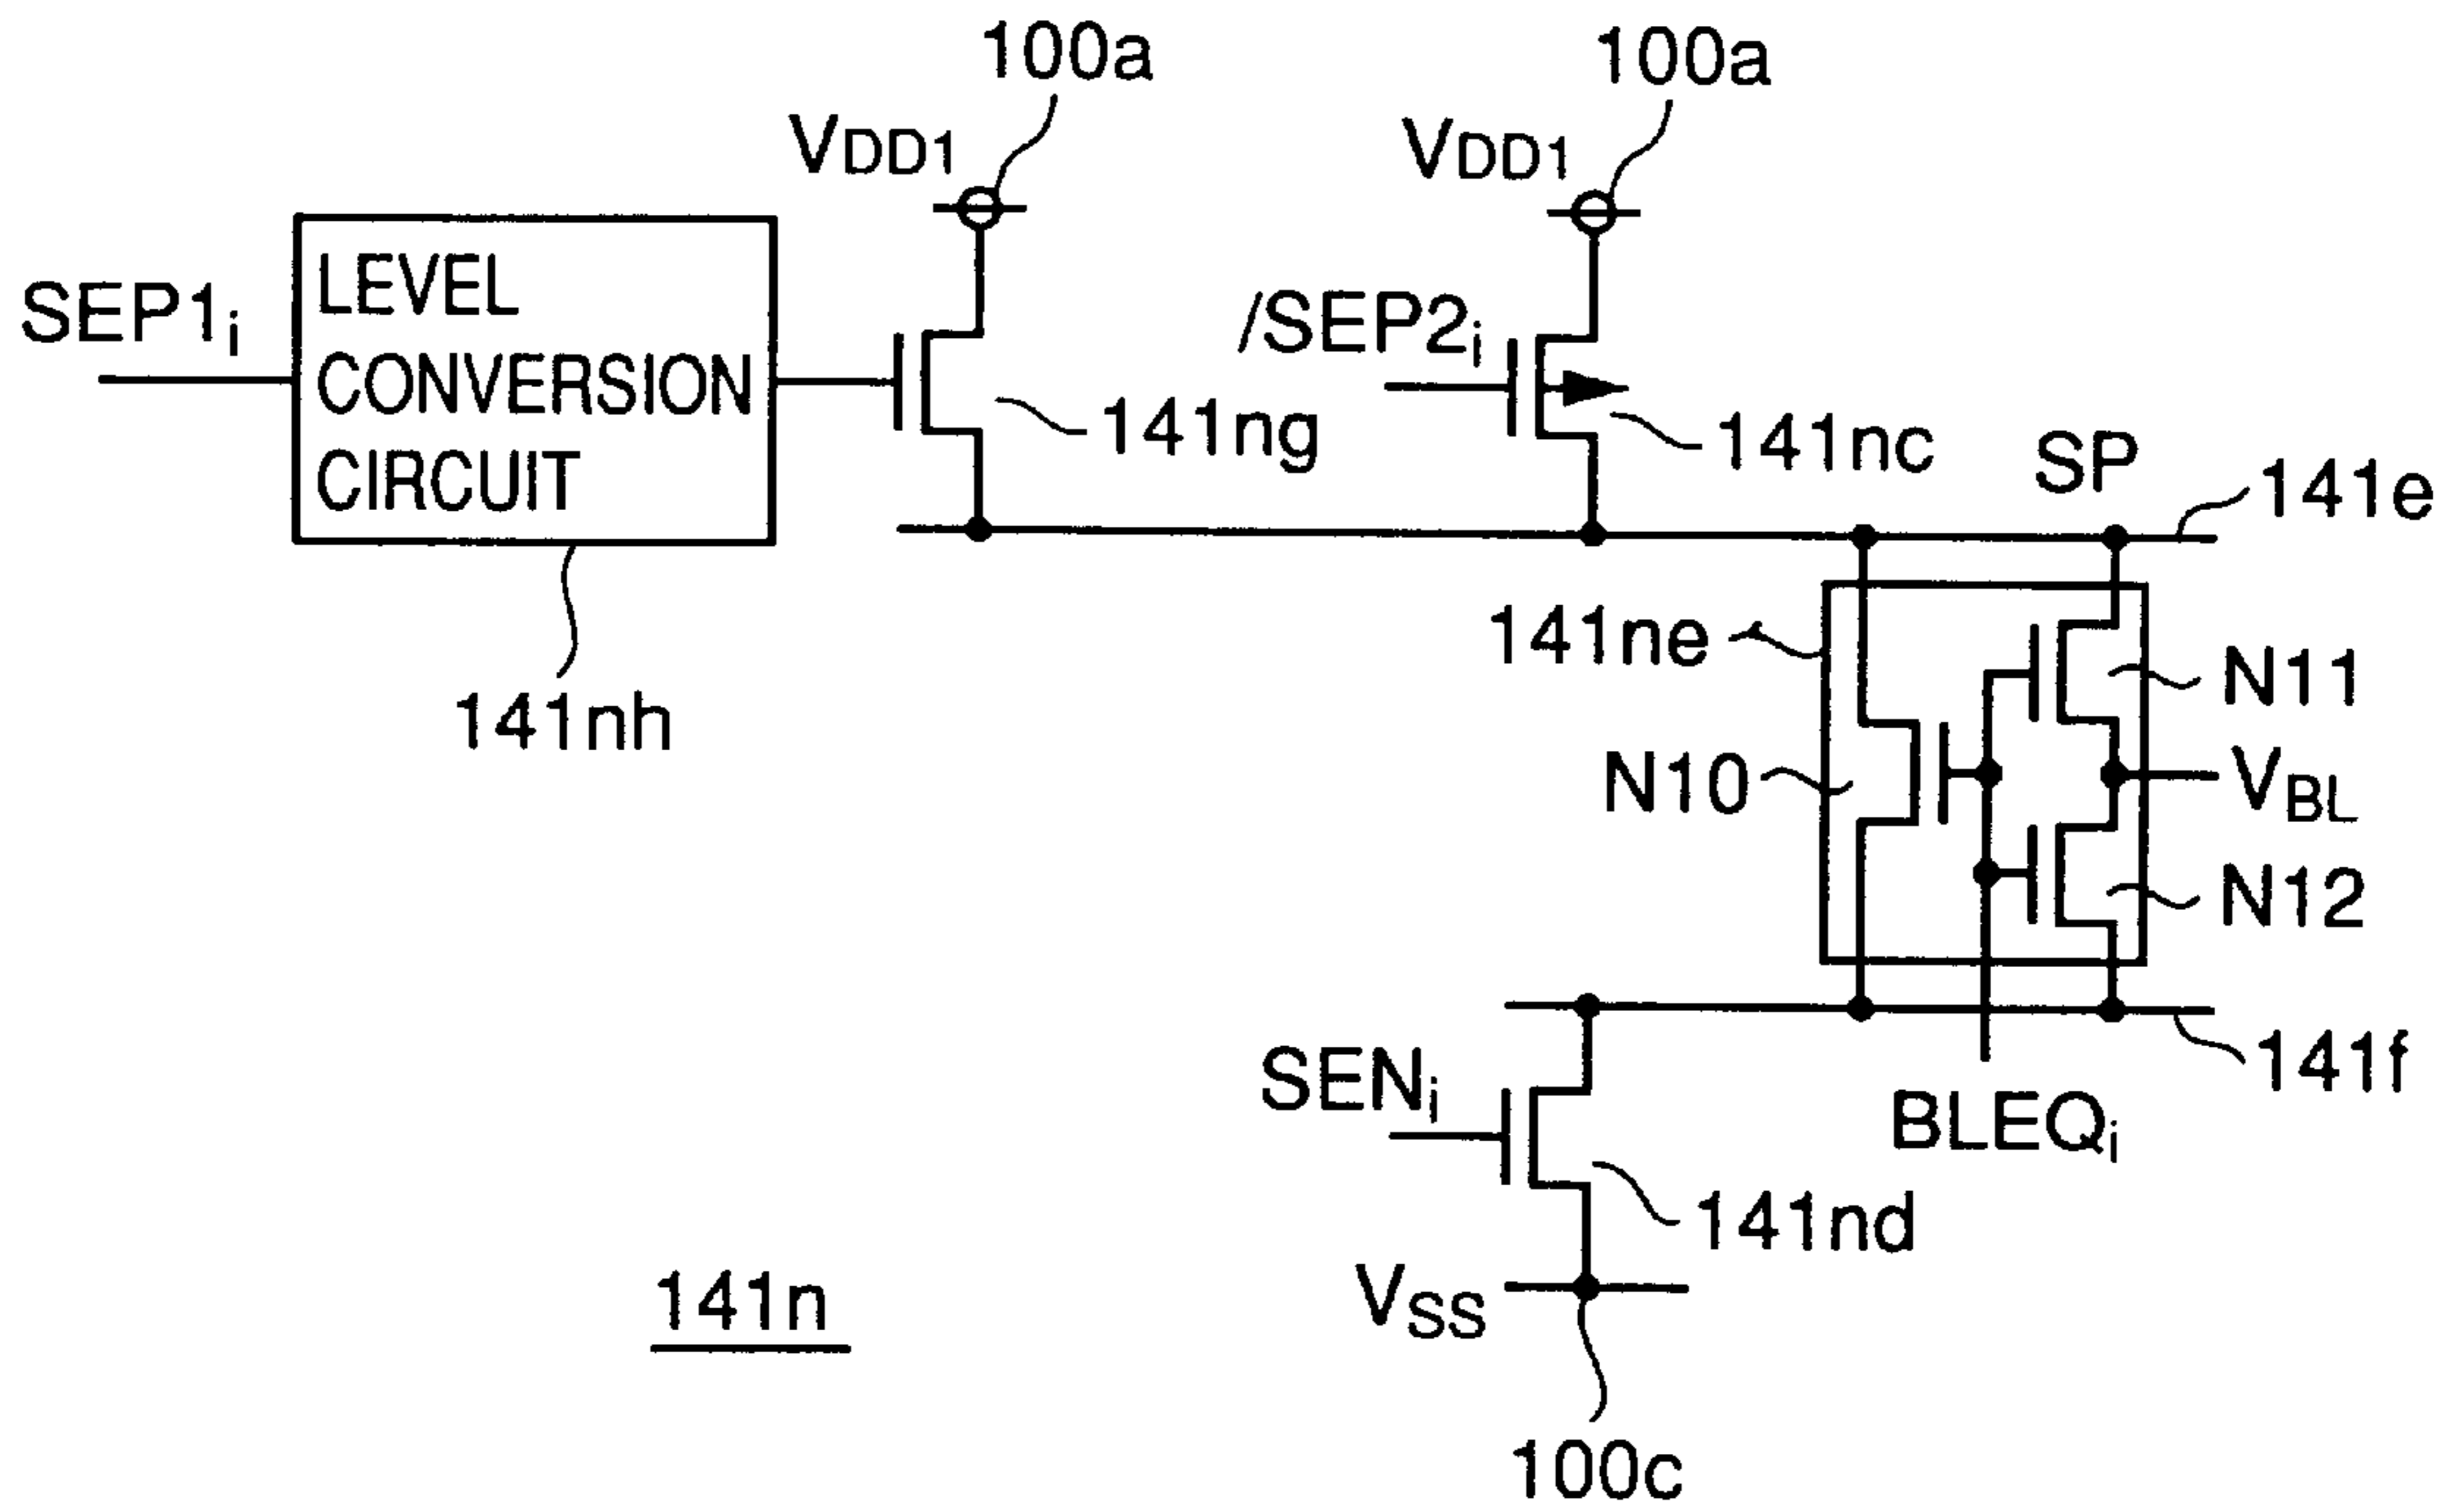 100a
100a
VDD1
VDD1
SEP1i
LEVEL
CONVERSION
CIRCUIT
/SEP2i
141ng
141nc
SP
141e
141nh
141ne
N11
N10
VBL
N12
SENi
141f
BLEQi
141nd
141n
VSS
100c